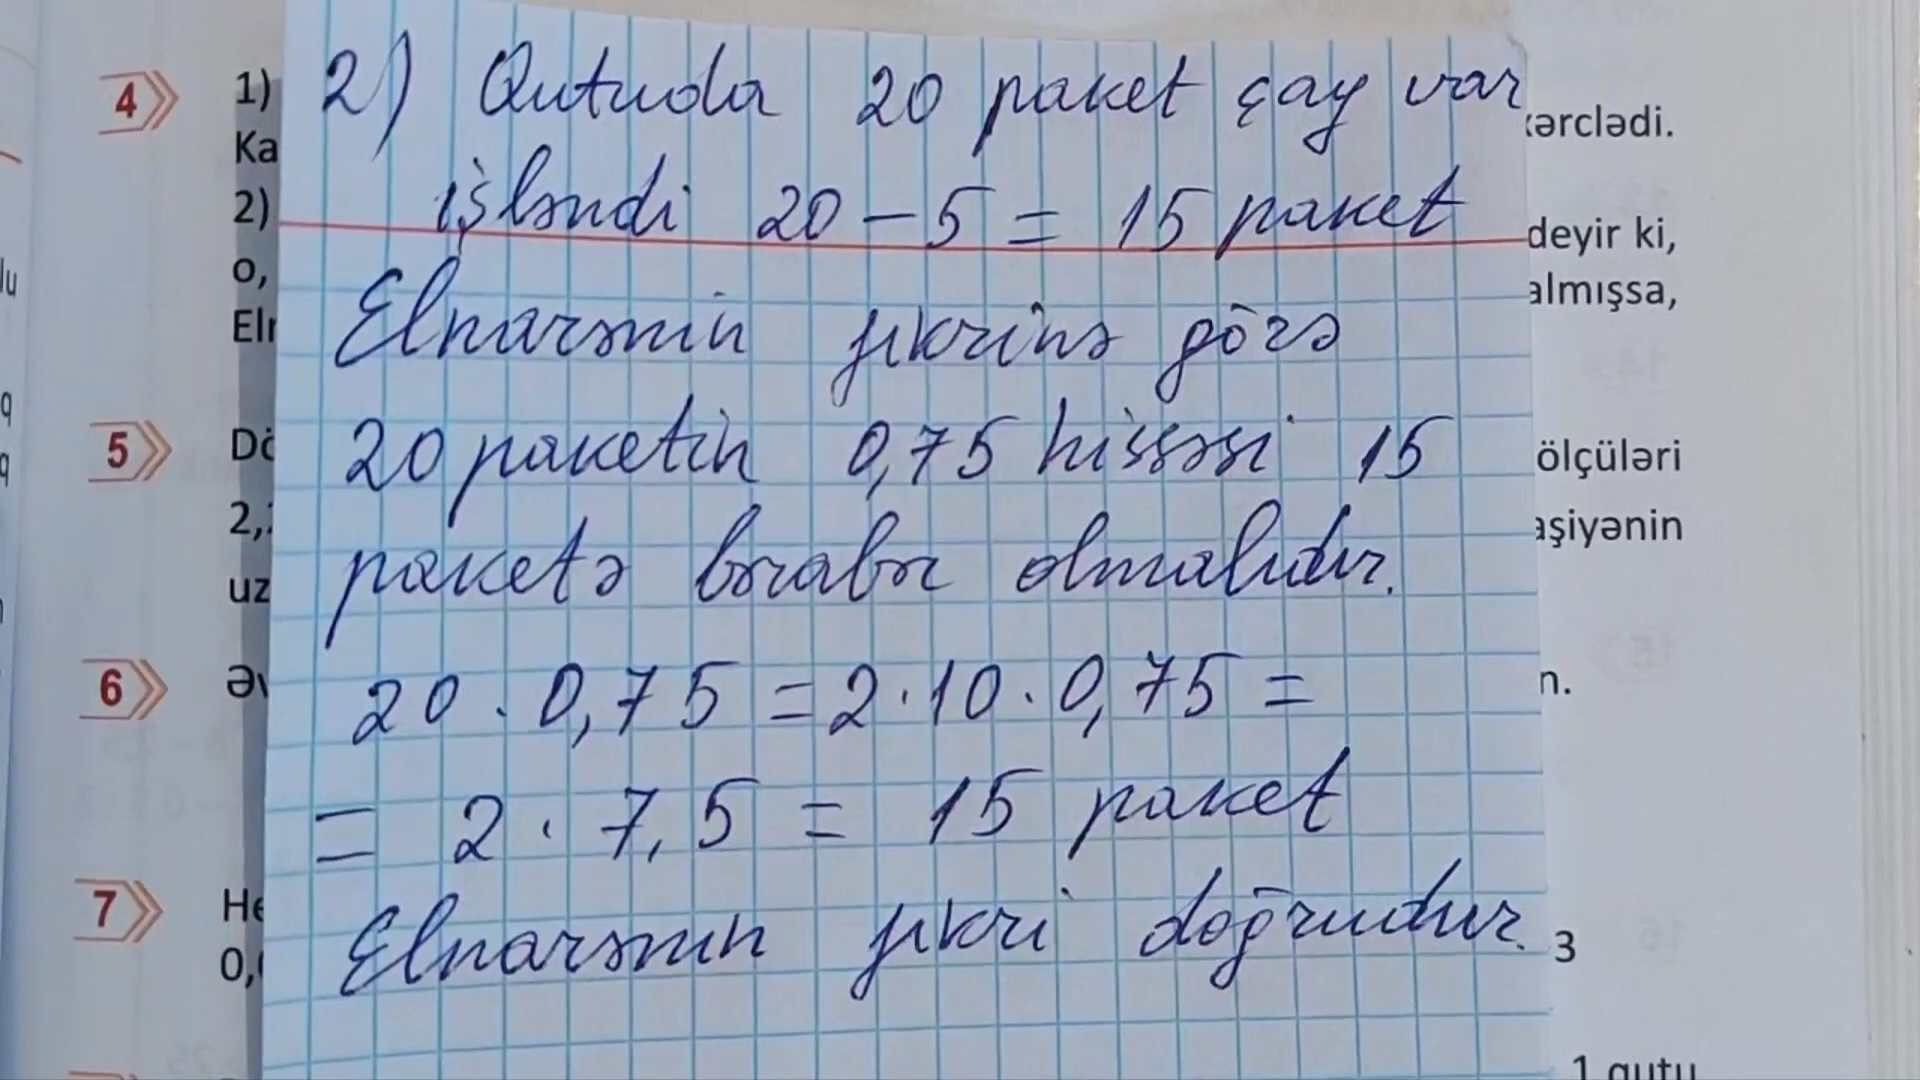 4
1)
Ka
2)
o,
Elr
5
Dö
2,
uz
6
Əv
7
He
0,
2) Qutuda 20 paket çay var
işləndi 20 − 5 = 15 paket
Elnarənin fikrinə görə
20 paketin 0,75 hissəsi 15
paketə bərabər olmalıdır.
20 · 0,75 = 2 · 10 · 0,75 =
= 2 · 7,5 = 15 paket
Elnarənin fikri doğrudur.
xərclədi.
deyir ki,
almışsa,
ölçüləri
aşiyənin
n.
3
1 qutu